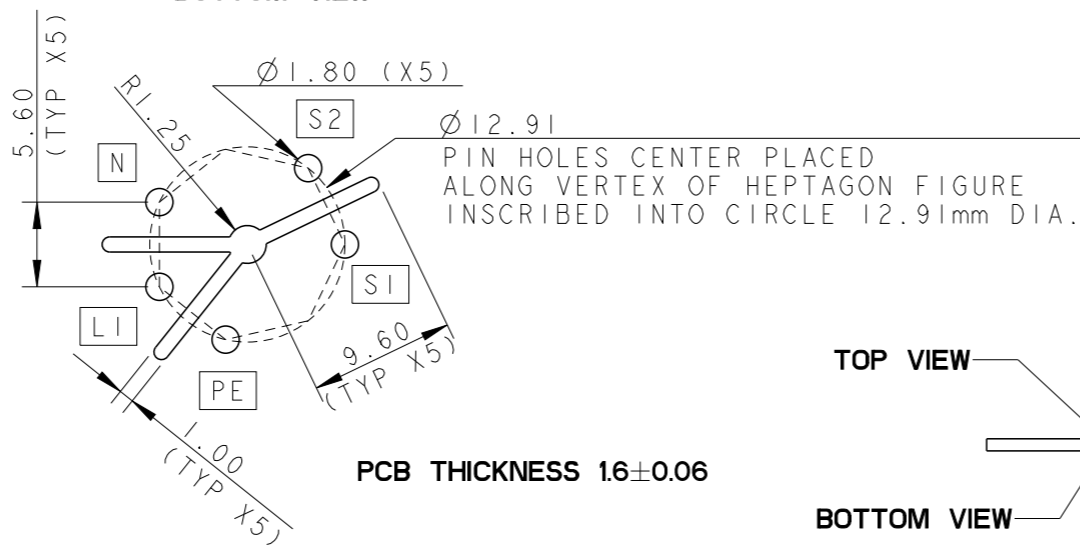 5.60
(TYP X5)
R1.25
Ø1.80 (X5)
S2
N
Ø12.91
PIN HOLES CENTER PLACED
ALONG VERTEX OF HEPTAGON FIGURE
INSCRIBED INTO CIRCLE 12.91mm DIA.
S1
L1
PE
9.60
(TYP X5)
1.00
(TYP X5)
PCB THICKNESS 1.6±0.06
TOP VIEW
BOTTOM VIEW